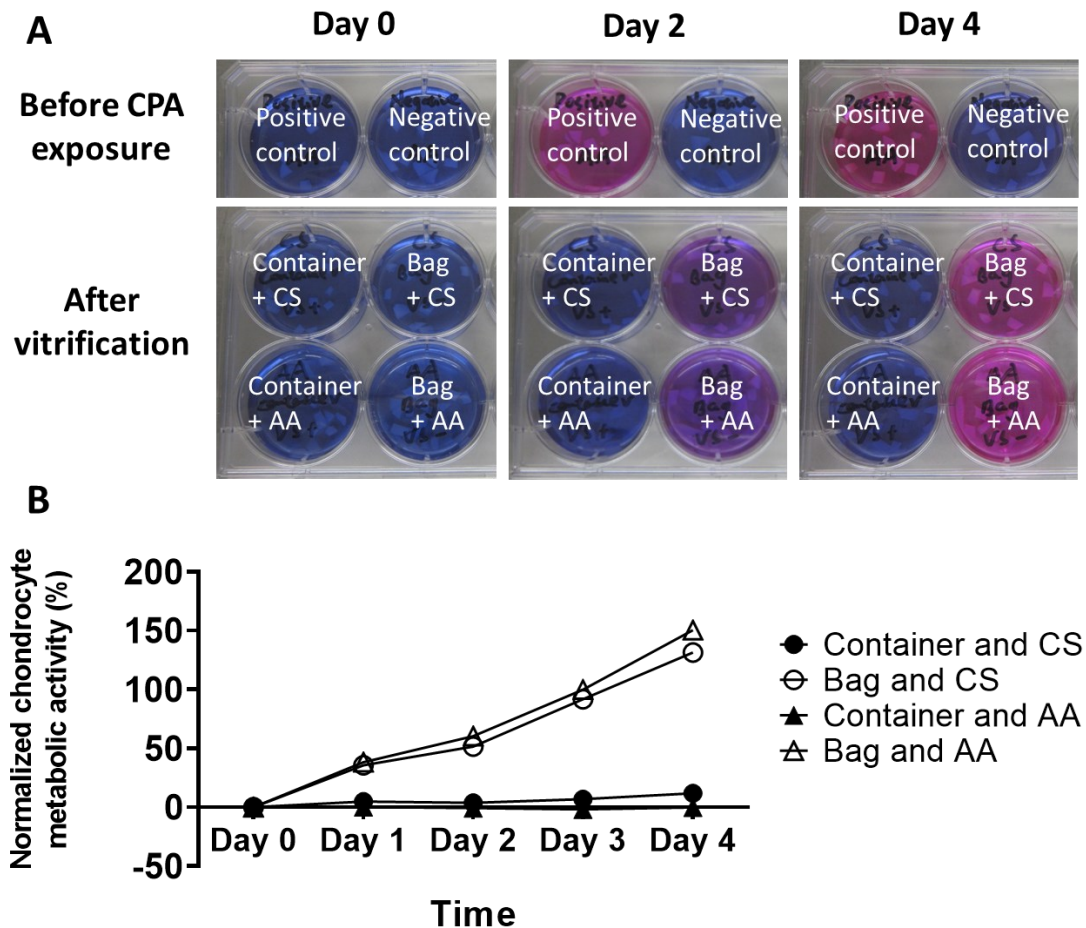 A
Day 0
Day 2
Day 4
Before CPA
exposure
Positive
control
Negative
control
Positive
control
Negative
control
Positive
control
Negative
control
After
vitrification
Container
+ CS
Bag
+ CS
Container
+ CS
Bag
+ CS
Container
+ CS
Bag
+ CS
Container
+ AA
Bag
+ AA
Container
+ AA
Bag
+ AA
Container
+ AA
Bag
+ AA
B
Normalized chondrocyte
metabolic activity (%)
200
150
100
50
0
-50
Day 0
Day 1
Day 2
Day 3
Day 4
Time
Container and CS
Bag and CS
Container and AA
Bag and AA